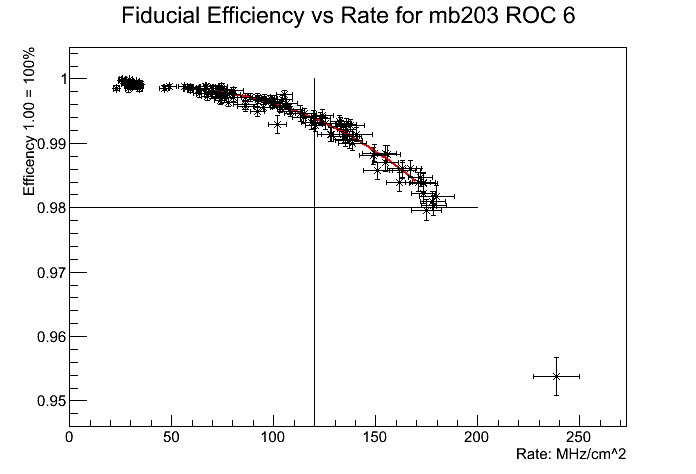 Fiducial Efficiency vs Rate for mb203 ROC 6
Efficency 1.00 = 100%
1
0.99
0.98
0.97
0.96
0.95
0 50 100 150 200 250
Rate: MHz/cm^2